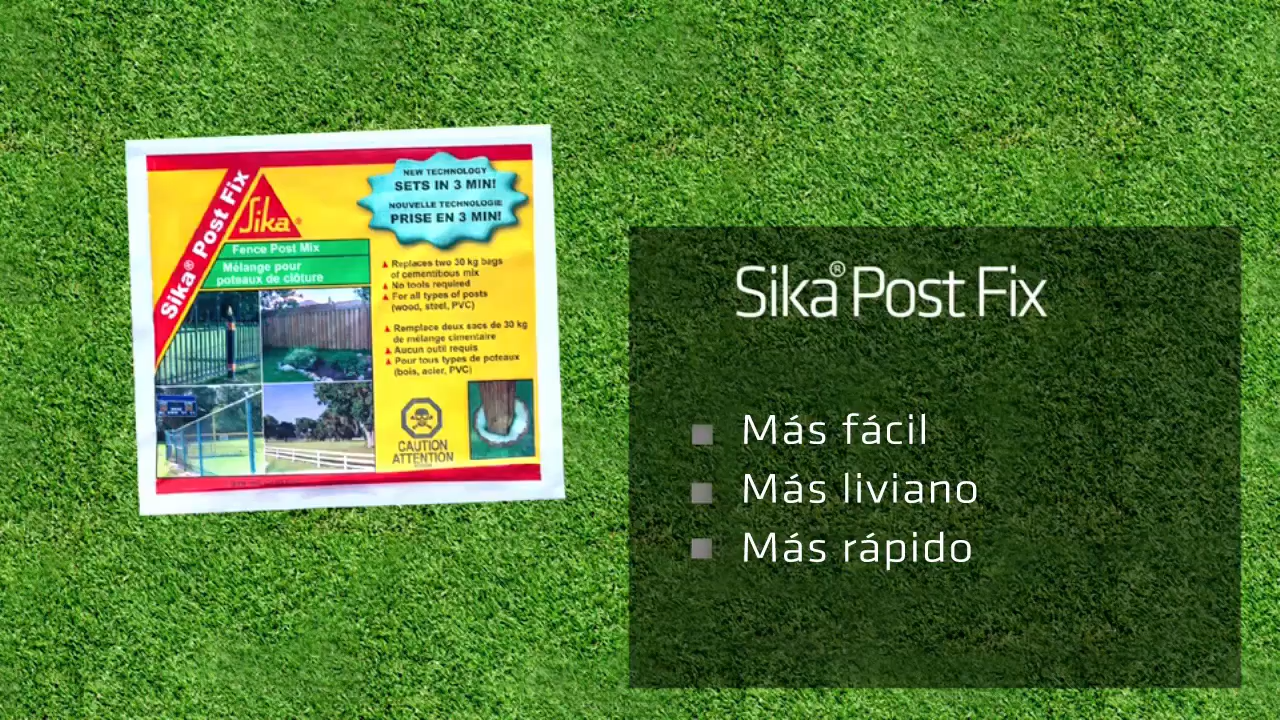 Sika® Post Fix
Sika®
Fence Post Mix
Mélange pour
poteaux de clôture
NEW TECHNOLOGY
SETS IN 3 MIN!
NOUVELLE TECHNOLOGIE
PRISE EN 3 MIN!
Replaces two 30 kg bags
of cementitious mix
No tools required
For all types of posts
(wood, steel, PVC)
Remplace deux sacs de 30 kg
de mélange cimentaire
Aucun outil requis
Pour tous types de poteaux
(bois, acier, PVC)
CAUTION
ATTENTION
Sika® Post Fix
Más fácil
Más liviano
Más rápido